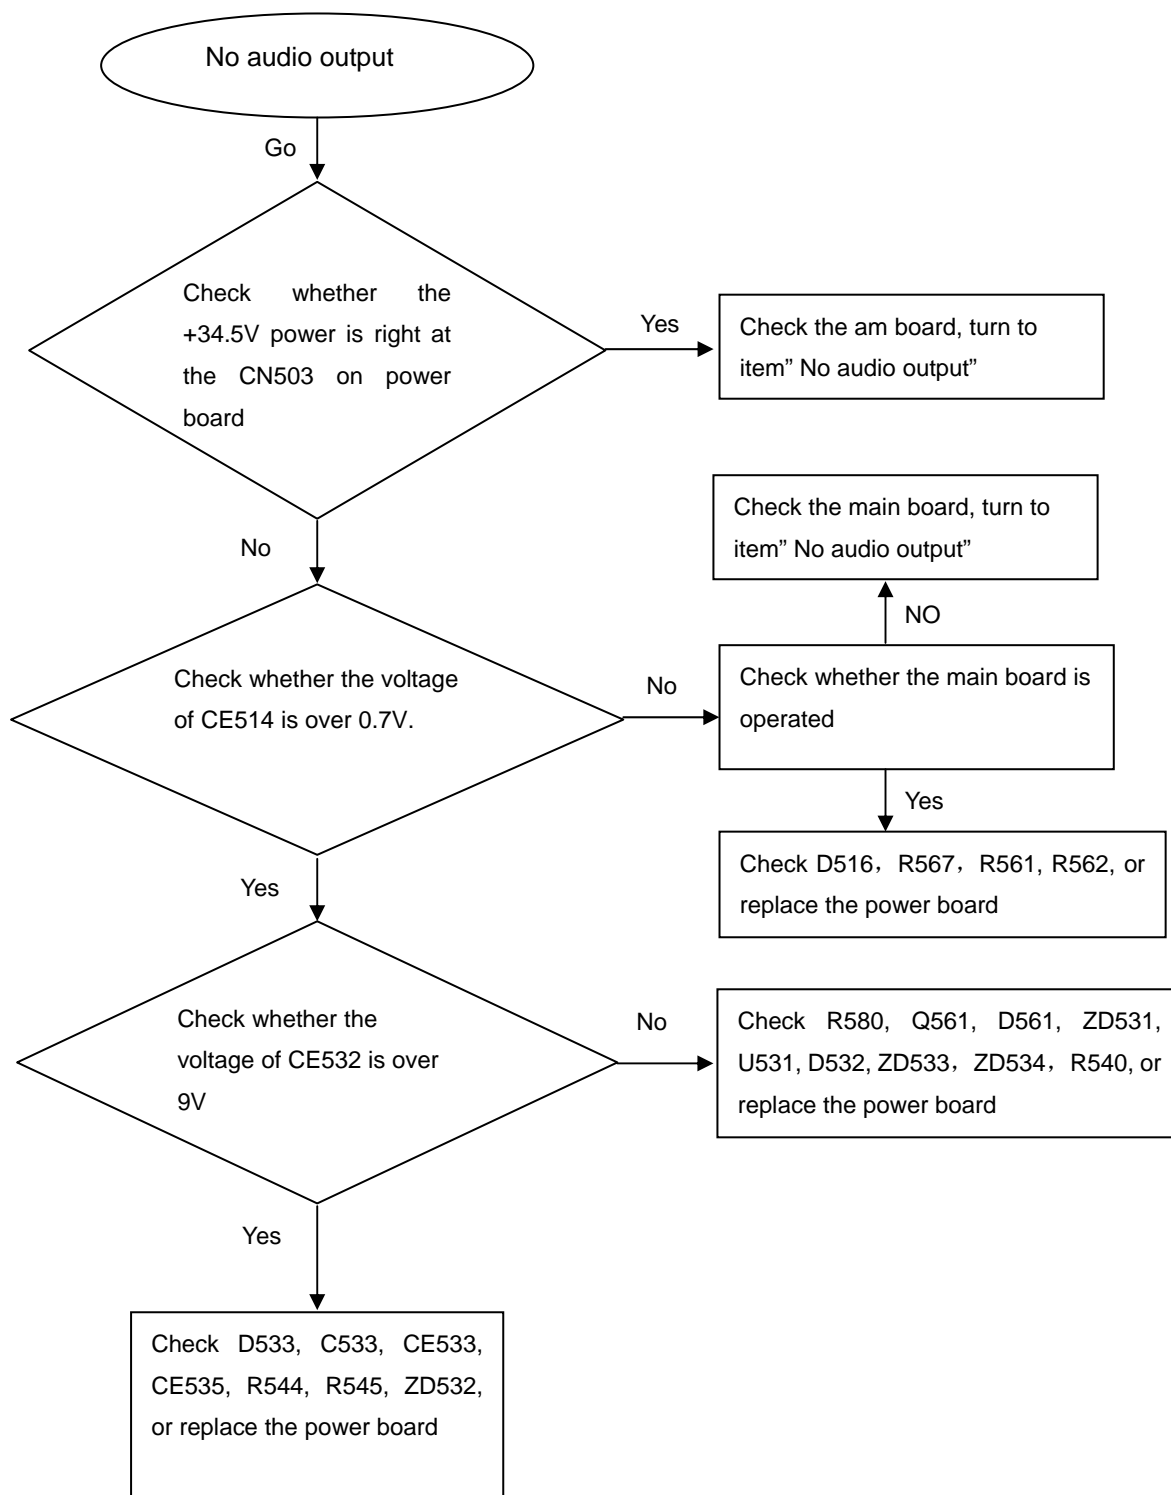 No audio output
Go
Check whether the
+34.5V power is right at
the CN503 on power
board
Yes
Check the am board, turn to
item” No audio output”
No
Check the main board, turn to
item” No audio output”
NO
Check whether the voltage
of CE514 is over 0.7V.
No
Check whether the main board is
operated
Yes
Check D516，R567，R561, R562, or
replace the power board
Yes
Check whether the
voltage of CE532 is over
9V
No
Check R580, Q561, D561, ZD531,
U531, D532, ZD533，ZD534，R540, or
replace the power board
Yes
Check D533, C533, CE533,
CE535, R544, R545, ZD532,
or replace the power board